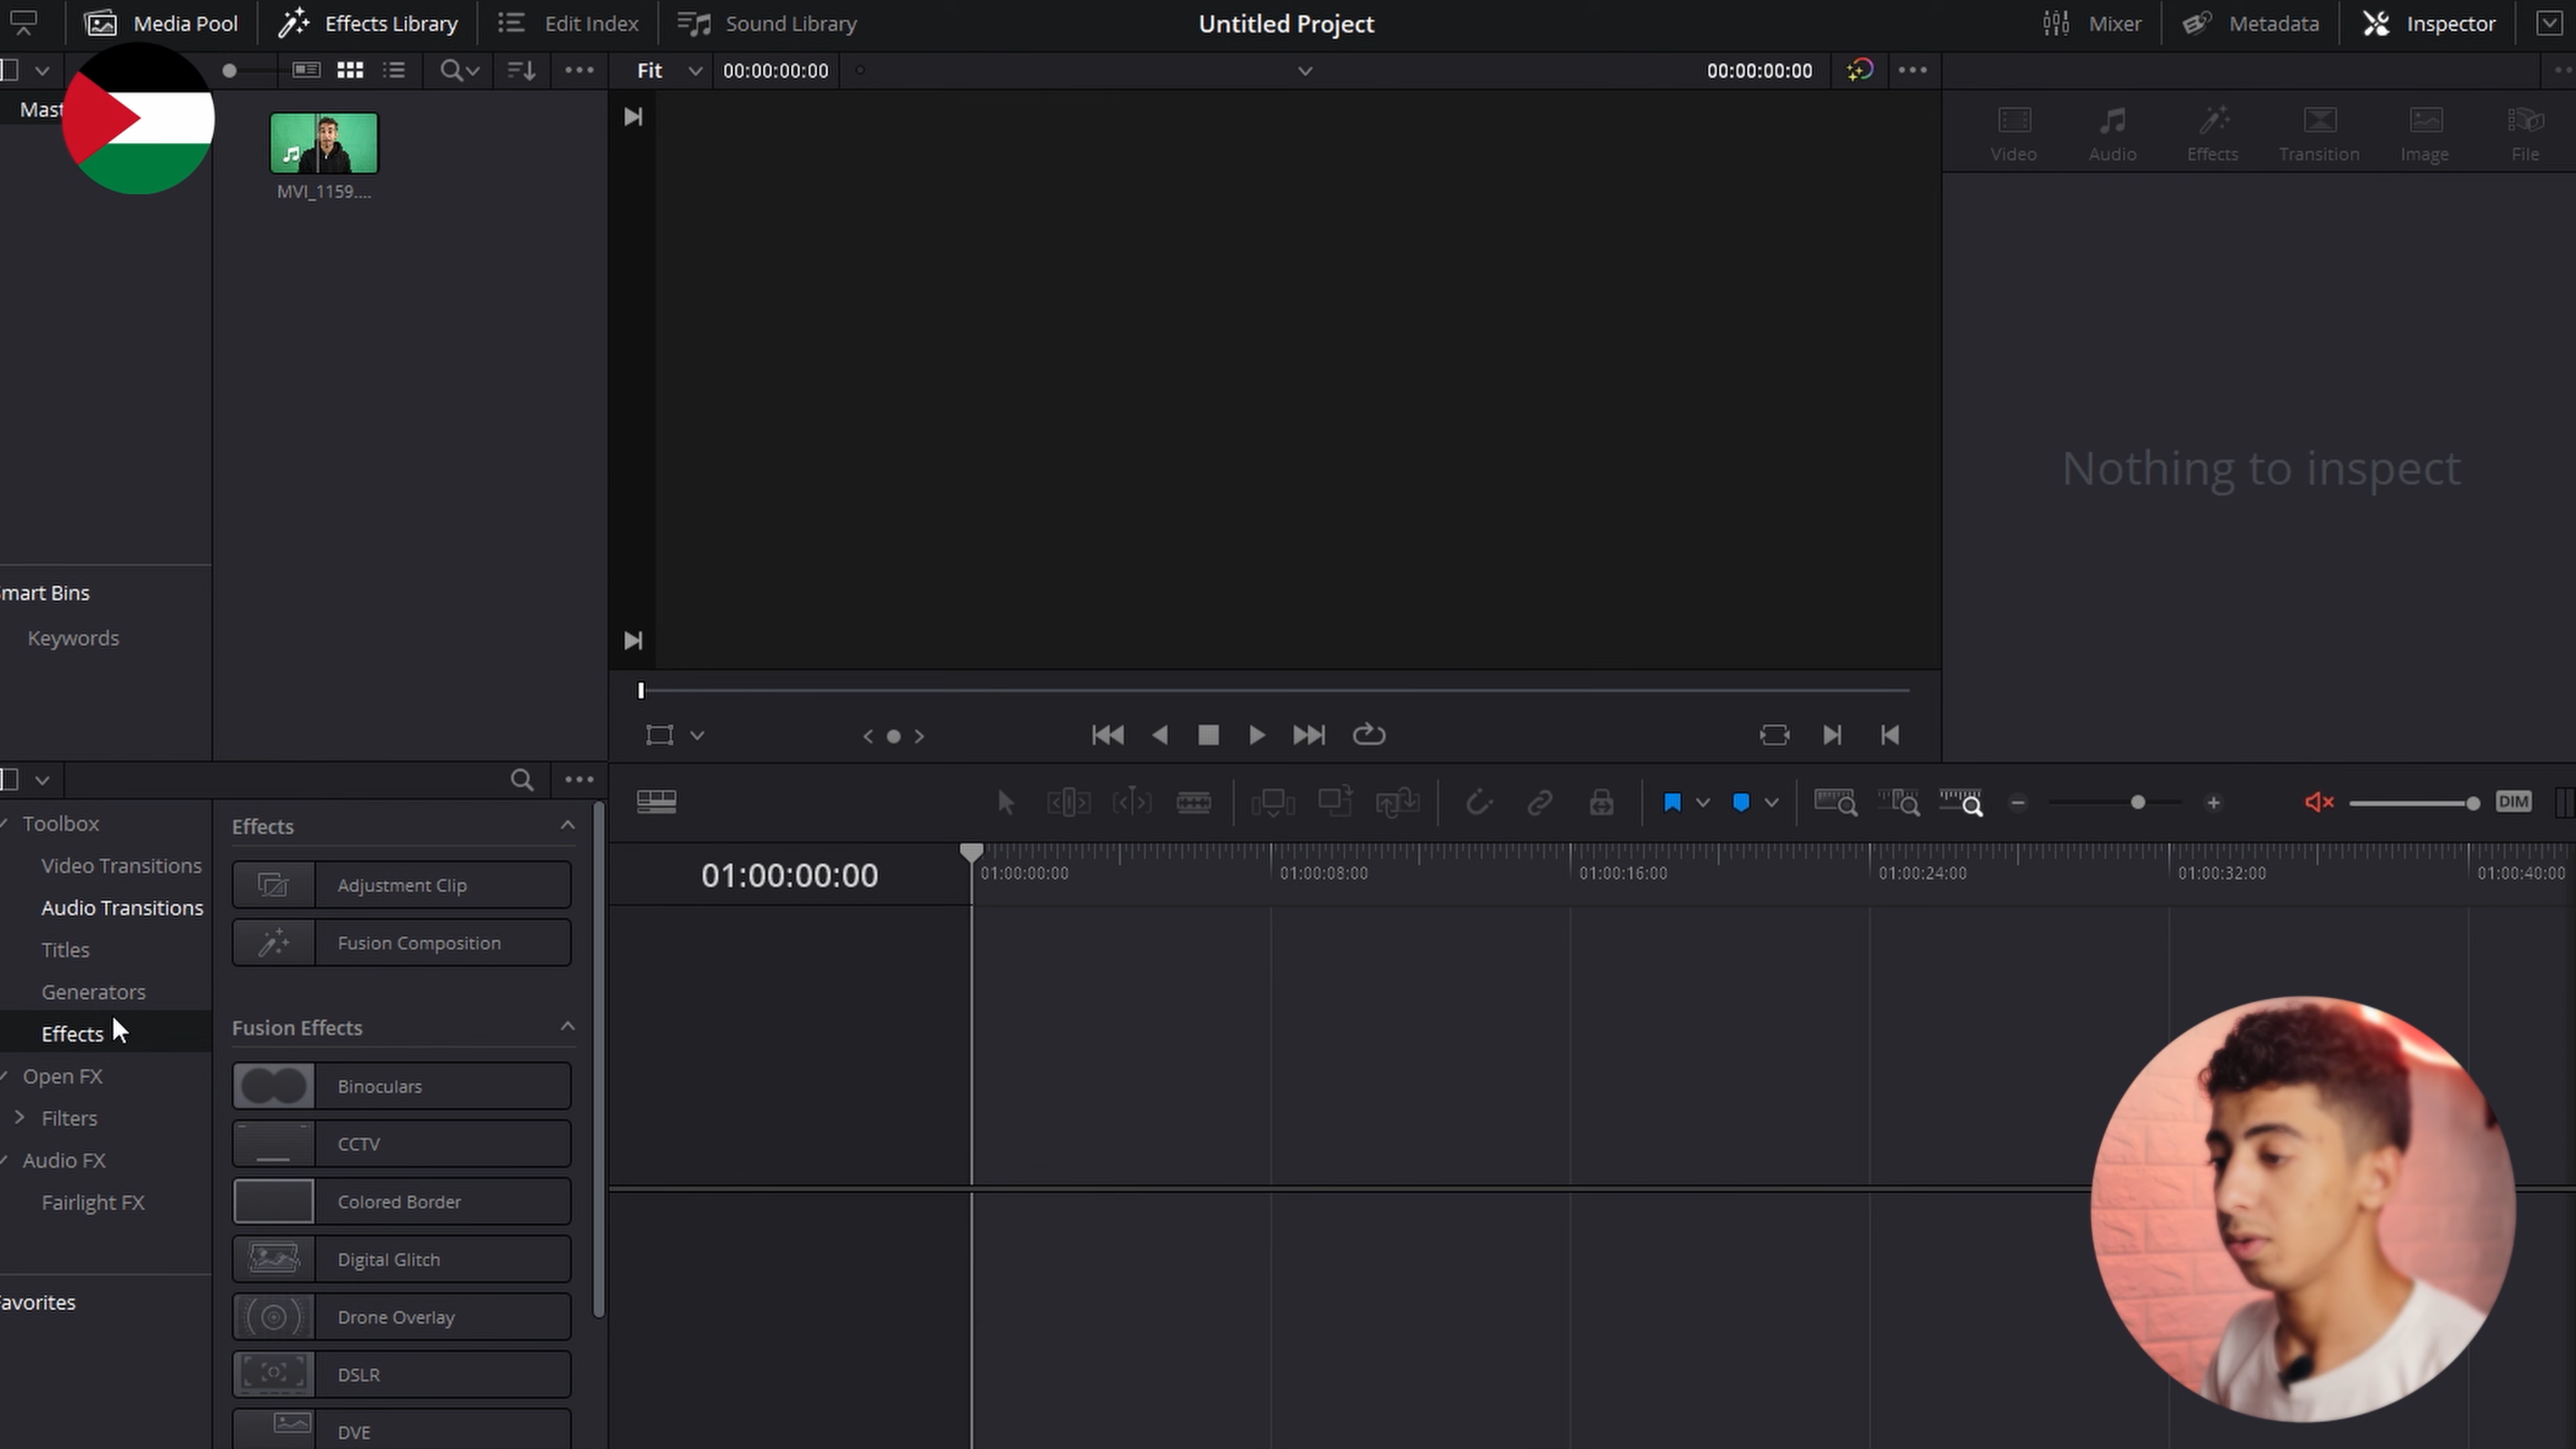 Media Pool
Effects Library
Edit Index
Sound Library
Untitled Project
Mixer
Metadata
Inspector
Fit
00:00:00:00
00:00:00:00
Mast
MVI_1159....
Video
Audio
Effects
Transition
Image
File
Nothing to inspect
mart Bins
Keywords
Toolbox
Video Transitions
Audio Transitions
Titles
Generators
Effects
Open FX
Filters
Audio FX
Fairlight FX
avorites
Effects
Adjustment Clip
Fusion Composition
Fusion Effects
Binoculars
CCTV
Colored Border
Digital Glitch
Drone Overlay
DSLR
DVE
DIM
01:00:00:00
01:00:00:00
01:00:08:00
01:00:16:00
01:00:24:00
01:00:32:00
01:00:40:00